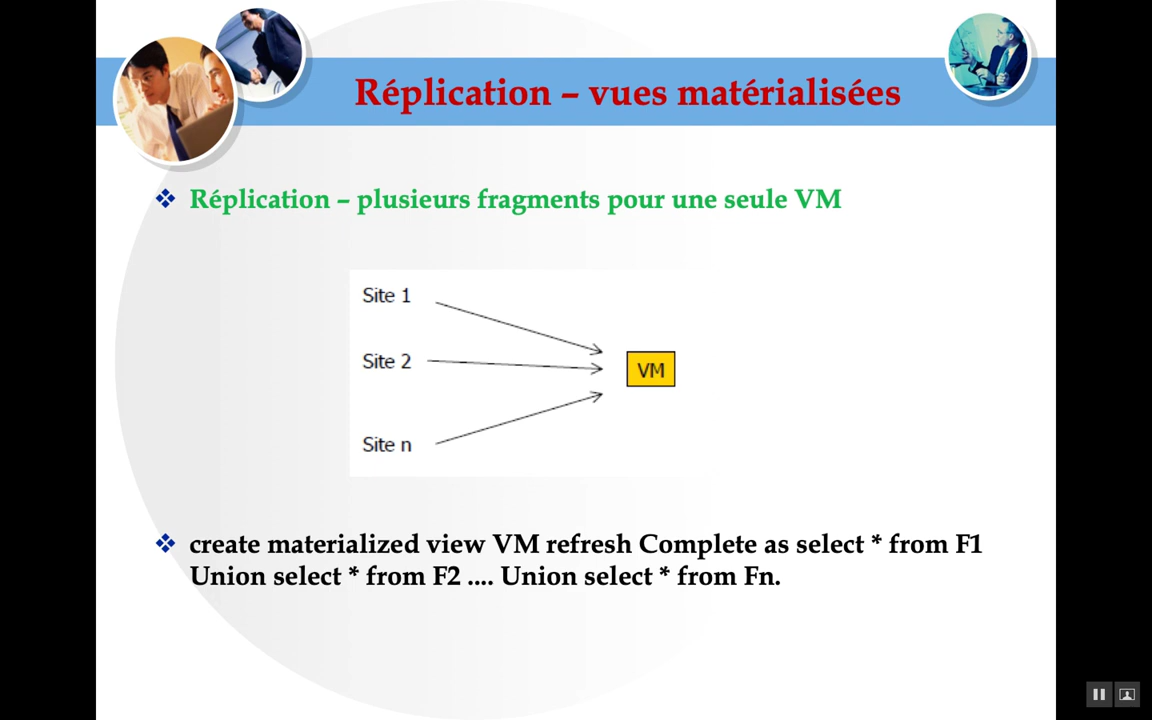 Réplication – vues matérialisées
Réplication – plusieurs fragments pour une seule VM
Site 1
Site 2
VM
Site n
create materialized view VM refresh Complete as select * from F1
Union select * from F2 .... Union select * from Fn.